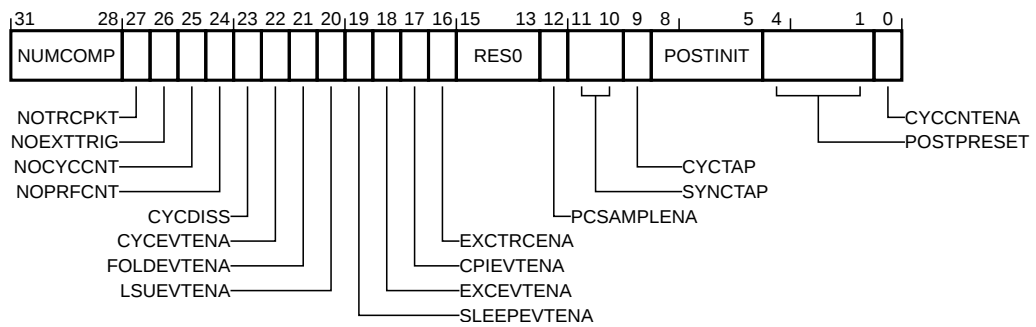 31 28 27 26 25 24 23 22 21 20 19 18 17 16 15 13 12 11 10 9 8 5 4 1 0
NUMCOMP RES0 POSTINIT
NOTRCPKT CYCCNTENA
NOEXTTRIG POSTPRESET
NOCYCCNT CYCTAP
NOPRFCNT SYNCTAP
CYCDISS PCSAMPLENA
CYCEVTENA EXCTRCENA
FOLDEVTENA CPIEVTENA
LSUEVTENA EXCEVTENA
SLEEPEVTENA